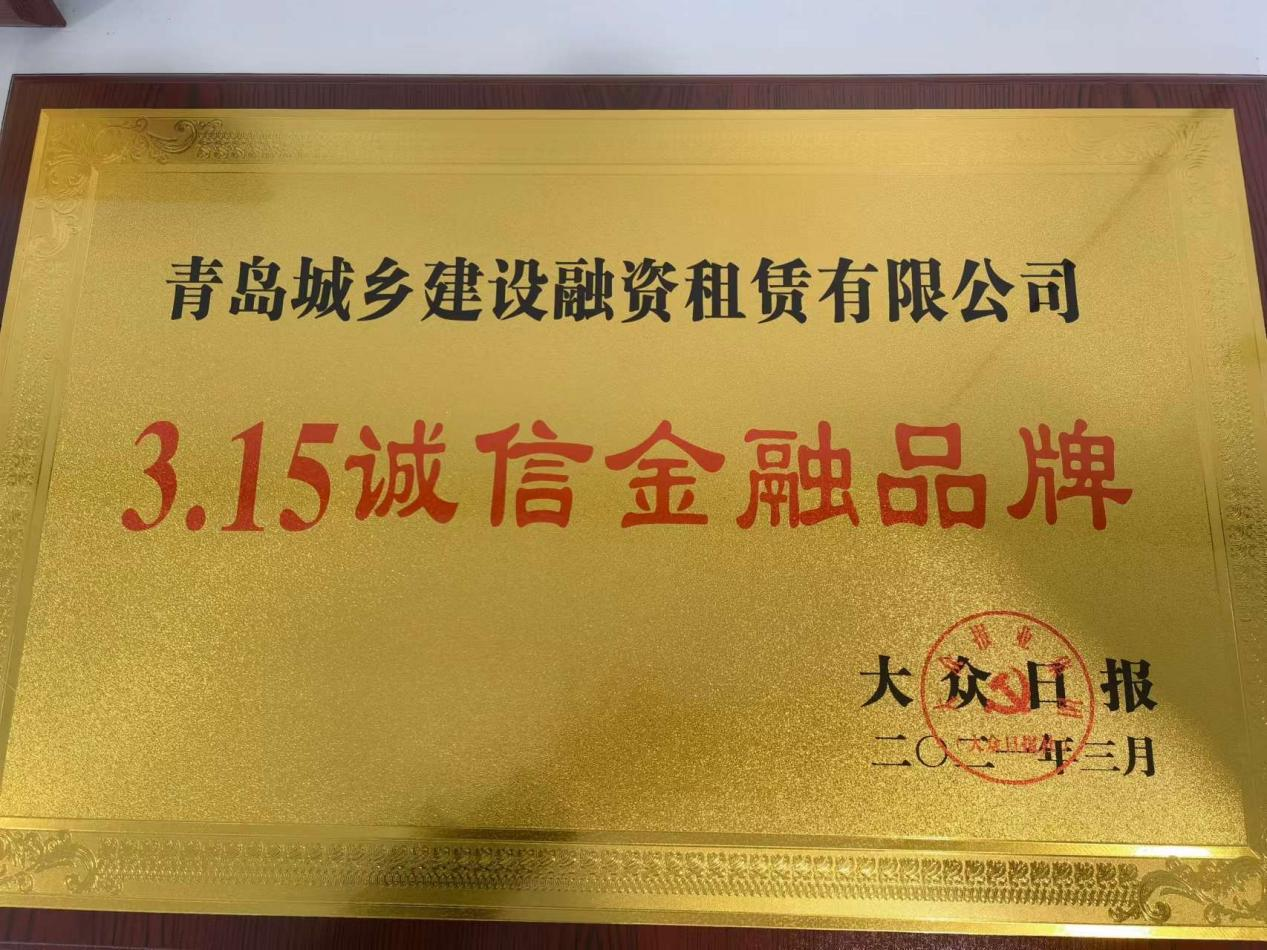 青岛城乡建设融资租赁有限公司
3.15诚信金融品牌
大众日报
二〇二一年三月